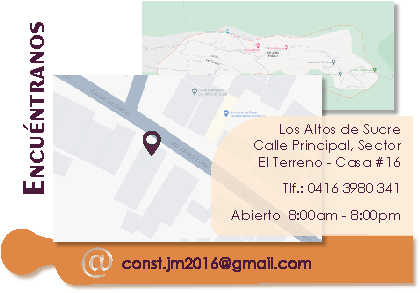 ENCUÉNTRANOS
Los Altos de Sucre
Calle Principal, Sector
El Terreno - Casa #16
Tlf.: 0416 3980 341
Abierto 8:00am - 8:00pm
@ const.jm2016@gmail.com